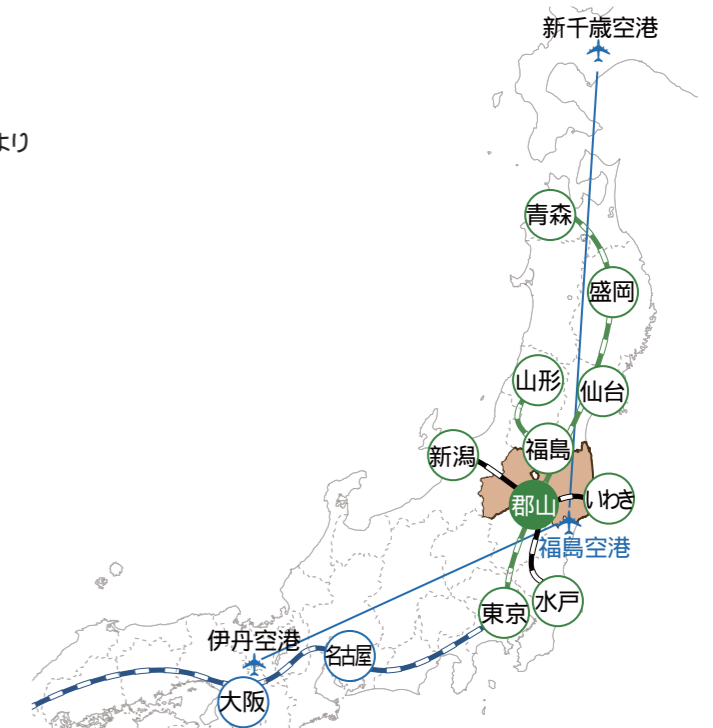 新千歳空港
より
青森
盛岡
山形
仙台
福島
新潟
郡山
いわき
福島空港
東京
水戸
伊丹空港
名古屋
大阪